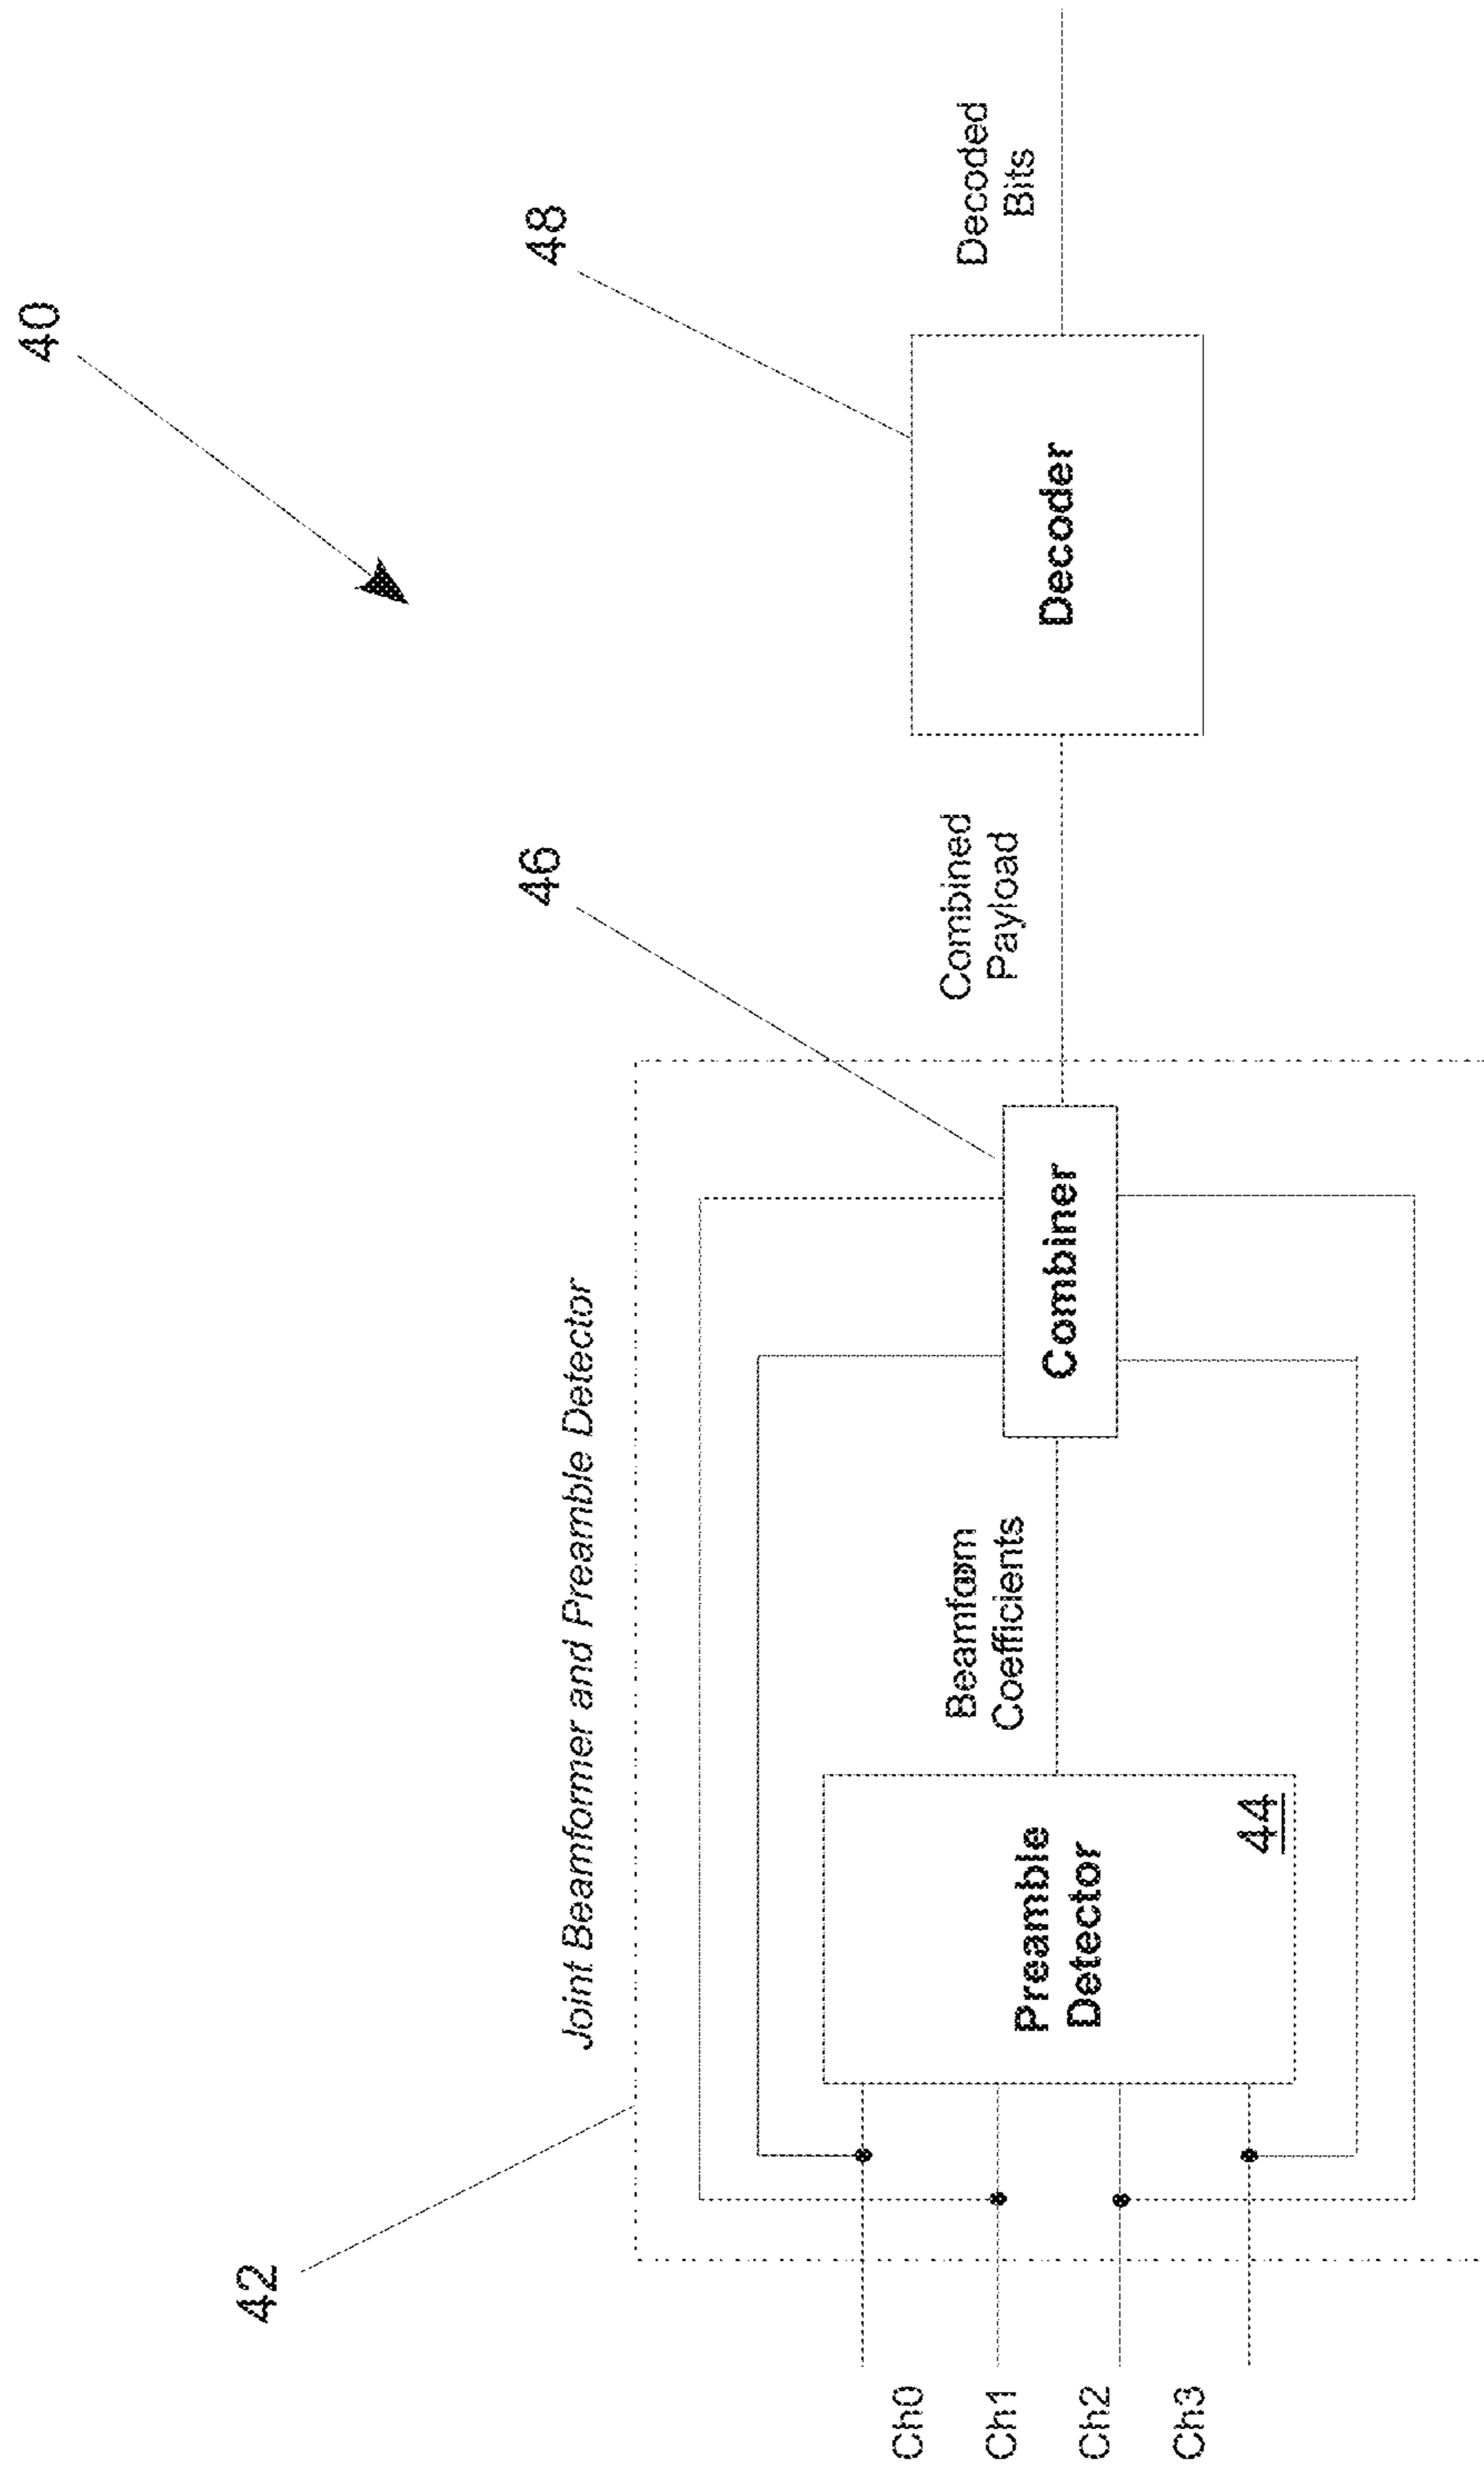 40
42
Joint Beamformer and Preamble Detector
46
48
Ch0
Ch1
Ch2
Ch3
Preamble
Detector
44
Beamform
Coefficients
Combiner
Combined
Payload
Decoder
Decoded
Bits